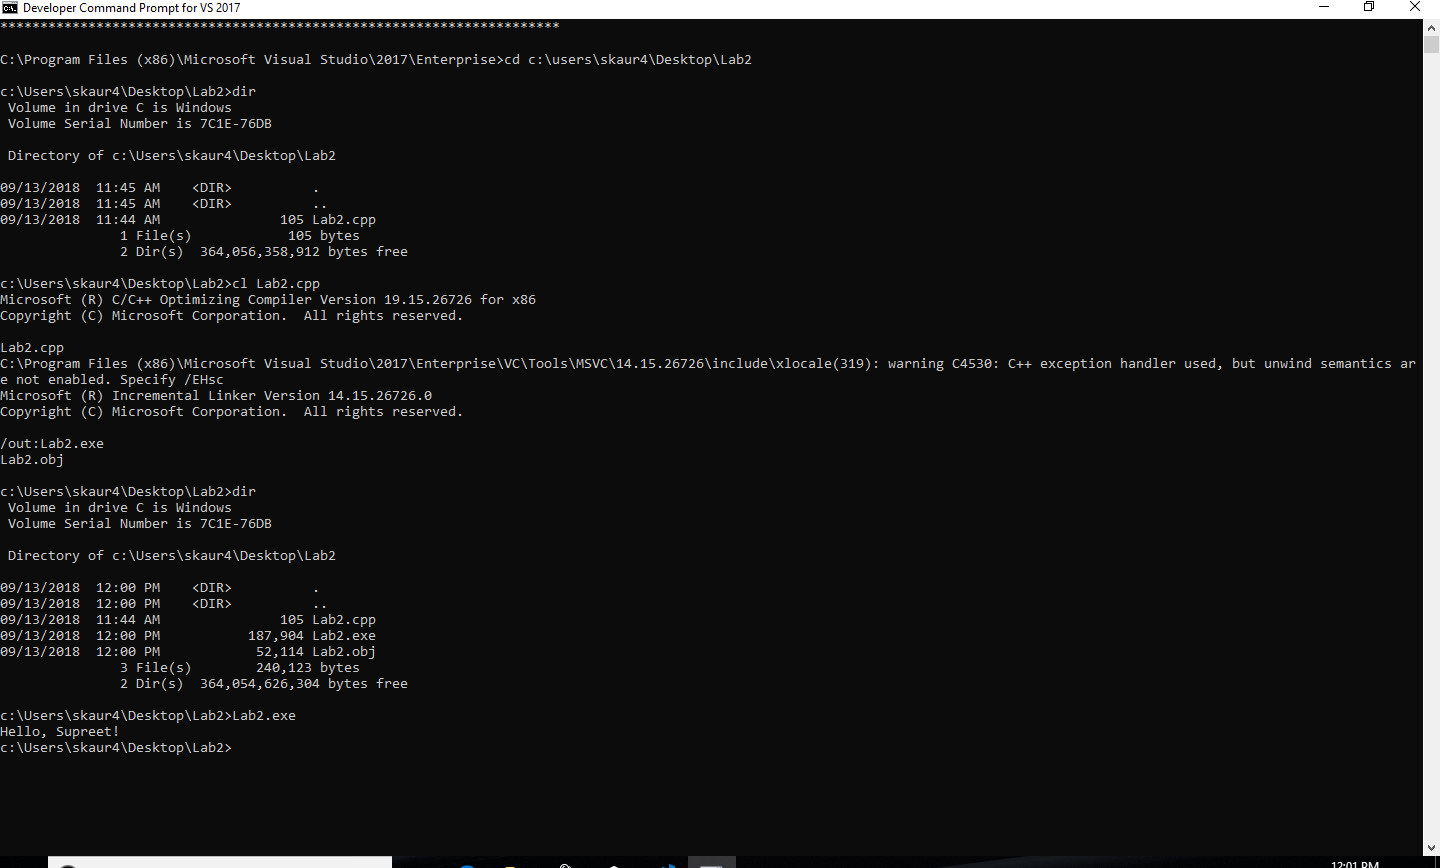 Developer Command Prompt for VS 2017
**********************************************************************
C:\Program Files (x86)\Microsoft Visual Studio\2017\Enterprise>cd c:\users\skaur4\Desktop\Lab2
c:\Users\skaur4\Desktop\Lab2>dir
 Volume in drive C is Windows
 Volume Serial Number is 7C1E-76DB
 Directory of c:\Users\skaur4\Desktop\Lab2
09/13/2018  11:45 AM    <DIR>          .
09/13/2018  11:45 AM    <DIR>          ..
09/13/2018  11:44 AM               105 Lab2.cpp
               1 File(s)            105 bytes
               2 Dir(s)  364,056,358,912 bytes free
c:\Users\skaur4\Desktop\Lab2>cl Lab2.cpp
Microsoft (R) C/C++ Optimizing Compiler Version 19.15.26726 for x86
Copyright (C) Microsoft Corporation.  All rights reserved.
Lab2.cpp
C:\Program Files (x86)\Microsoft Visual Studio\2017\Enterprise\VC\Tools\MSVC\14.15.26726\include\xlocale(319): warning C4530: C++ exception handler used, but unwind semantics ar
e not enabled. Specify /EHsc
Microsoft (R) Incremental Linker Version 14.15.26726.0
Copyright (C) Microsoft Corporation.  All rights reserved.
/out:Lab2.exe
Lab2.obj
c:\Users\skaur4\Desktop\Lab2>dir
 Volume in drive C is Windows
 Volume Serial Number is 7C1E-76DB
 Directory of c:\Users\skaur4\Desktop\Lab2
09/13/2018  12:00 PM    <DIR>          .
09/13/2018  12:00 PM    <DIR>          ..
09/13/2018  11:44 AM               105 Lab2.cpp
09/13/2018  12:00 PM           187,904 Lab2.exe
09/13/2018  12:00 PM            52,114 Lab2.obj
               3 File(s)        240,123 bytes
               2 Dir(s)  364,054,626,304 bytes free
c:\Users\skaur4\Desktop\Lab2>Lab2.exe
Hello, Supreet!
c:\Users\skaur4\Desktop\Lab2>
12:01 PM